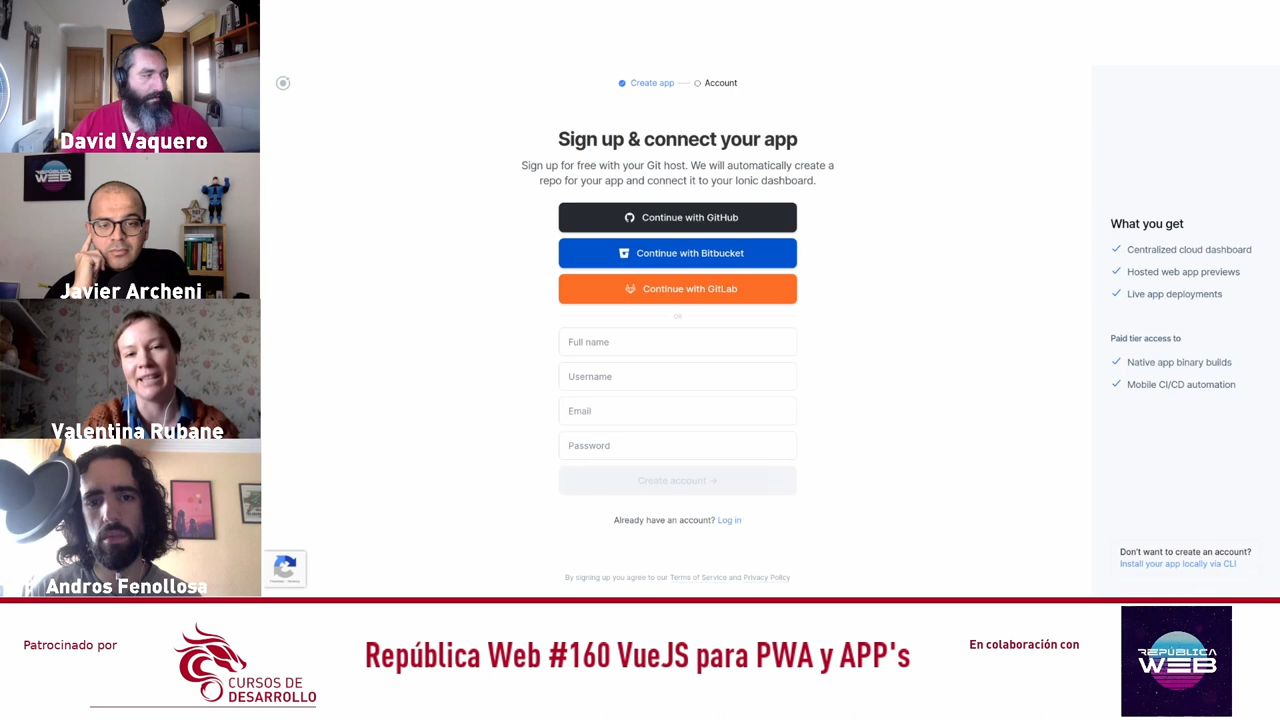 David Vaquero
REPÚBLICA
WEB
Javier Archeni
Valentina Rubane
Andros Fenollosa
Create app
Account
Sign up & connect your app
Sign up for free with your Git host. We will automatically create a
repo for your app and connect it to your Ionic dashboard.
Continue with GitHub
Continue with Bitbucket
Continue with GitLab
OR
Full name
Username
Email
Password
Create account →
Already have an account? Log in
By signing up you agree to our Terms of Service and Privacy Policy
What you get
Centralized cloud dashboard
Hosted web app previews
Live app deployments
Paid tier access to
Native app binary builds
Mobile CI/CD automation
Don't want to create an account?
Install your app locally via CLI
Patrocinado por
CURSOS DE
DESARROLLO
República Web #160 VueJS para PWA y APP's
En colaboración con
REPÚBLICA
WEB